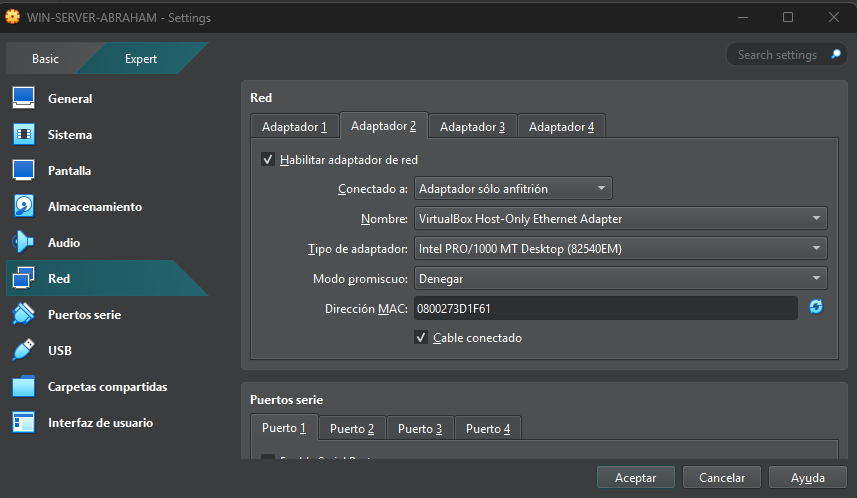 WIN-SERVER-ABRAHAM - Settings
Basic
Expert
Search settings
General
Sistema
Pantalla
Almacenamiento
Audio
Red
Puertos serie
USB
Carpetas compartidas
Interfaz de usuario
Red
Adaptador 1 Adaptador 2 Adaptador 3 Adaptador 4
Habilitar adaptador de red
Conectado a: Adaptador sólo anfitrión
Nombre: VirtualBox Host-Only Ethernet Adapter
Tipo de adaptador: Intel PRO/1000 MT Desktop (82540EM)
Modo promiscuo: Denegar
Dirección MAC: 0800273D1F61
Cable conectado
Puertos serie
Puerto 1 Puerto 2 Puerto 3 Puerto 4
Aceptar Cancelar Ayuda